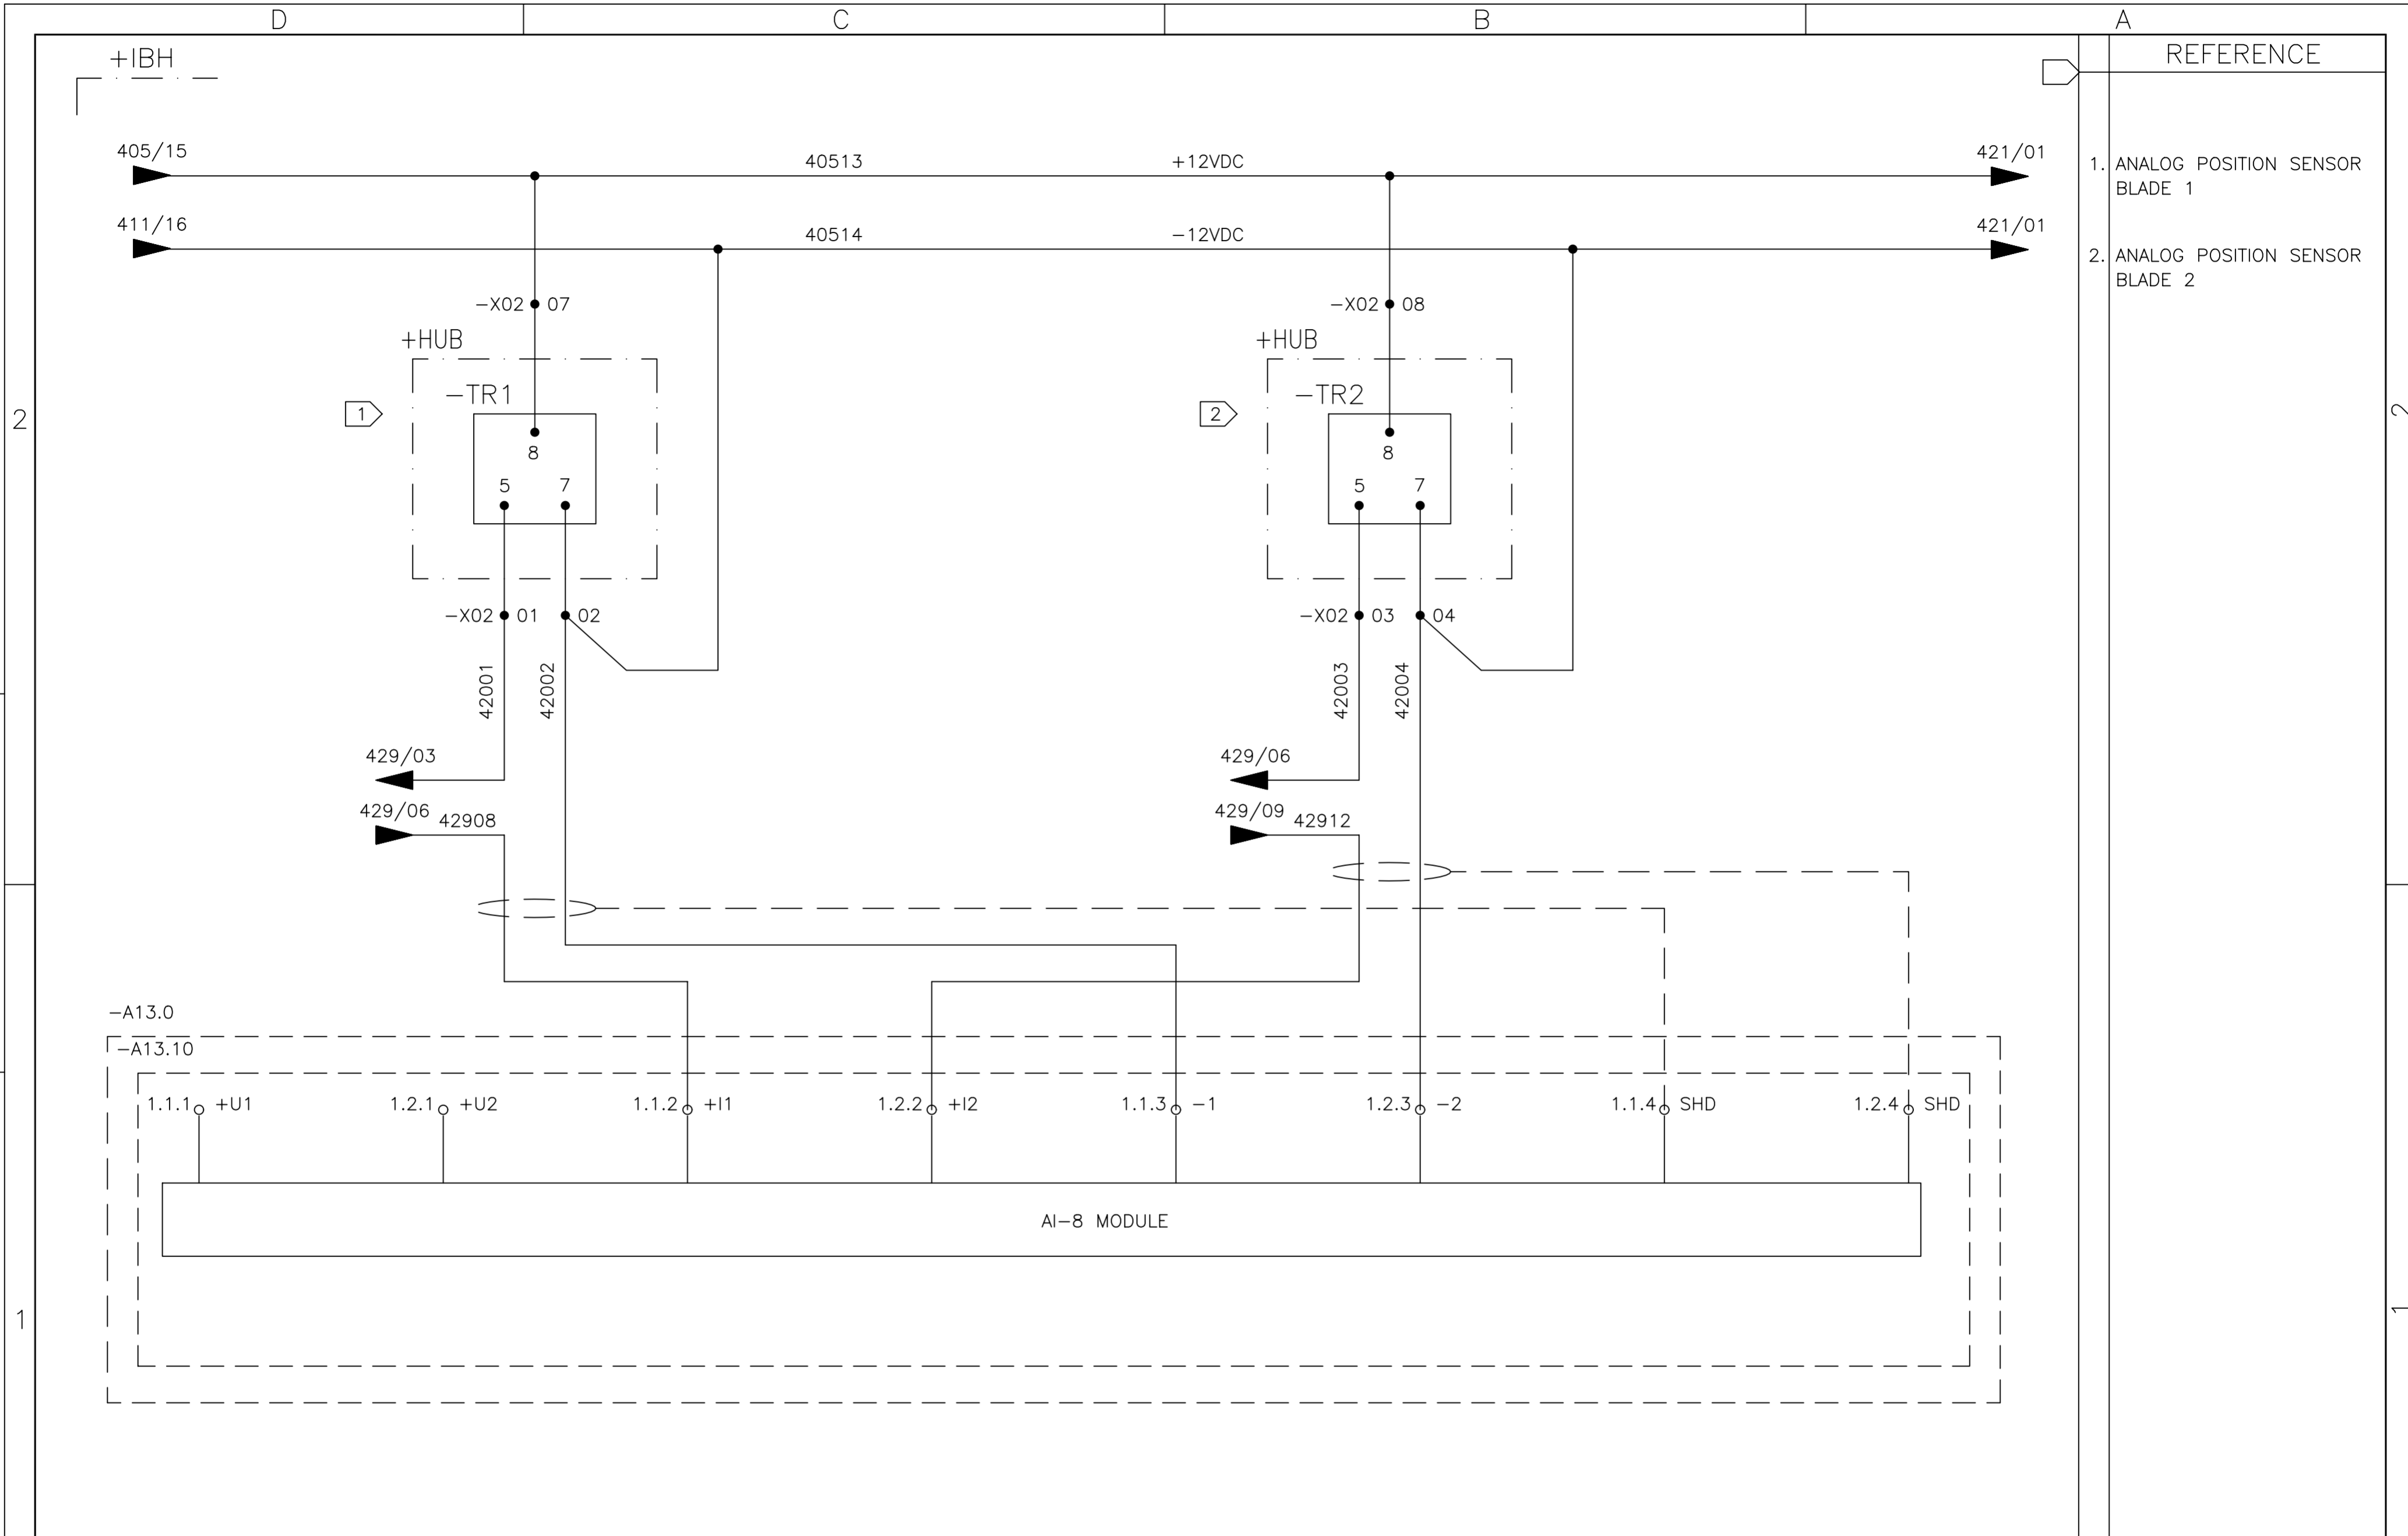 D C B A
+IBH
REFERENCE
405/15 40513 +12VDC 421/01
1. ANALOG POSITION SENSOR
BLADE 1
411/16 40514 −12VDC 421/01
2. ANALOG POSITION SENSOR
BLADE 2
−X02 07 −X02 08
+HUB +HUB
−TR1 −TR2
2 1 2 2
8 8
5 7 5 7
−X02 01 02 −X02 03 04
42001 42002 42003 42004
429/03 429/06
429/06 42908 429/09 42912
−A13.0
−A13.10
1.1.1 +U1 1.2.1 +U2 1.1.2 +I1 1.2.2 +I2 1.1.3 −1 1.2.3 −2 1.1.4 SHD 1.2.4 SHD
AI−8 MODULE
1 1